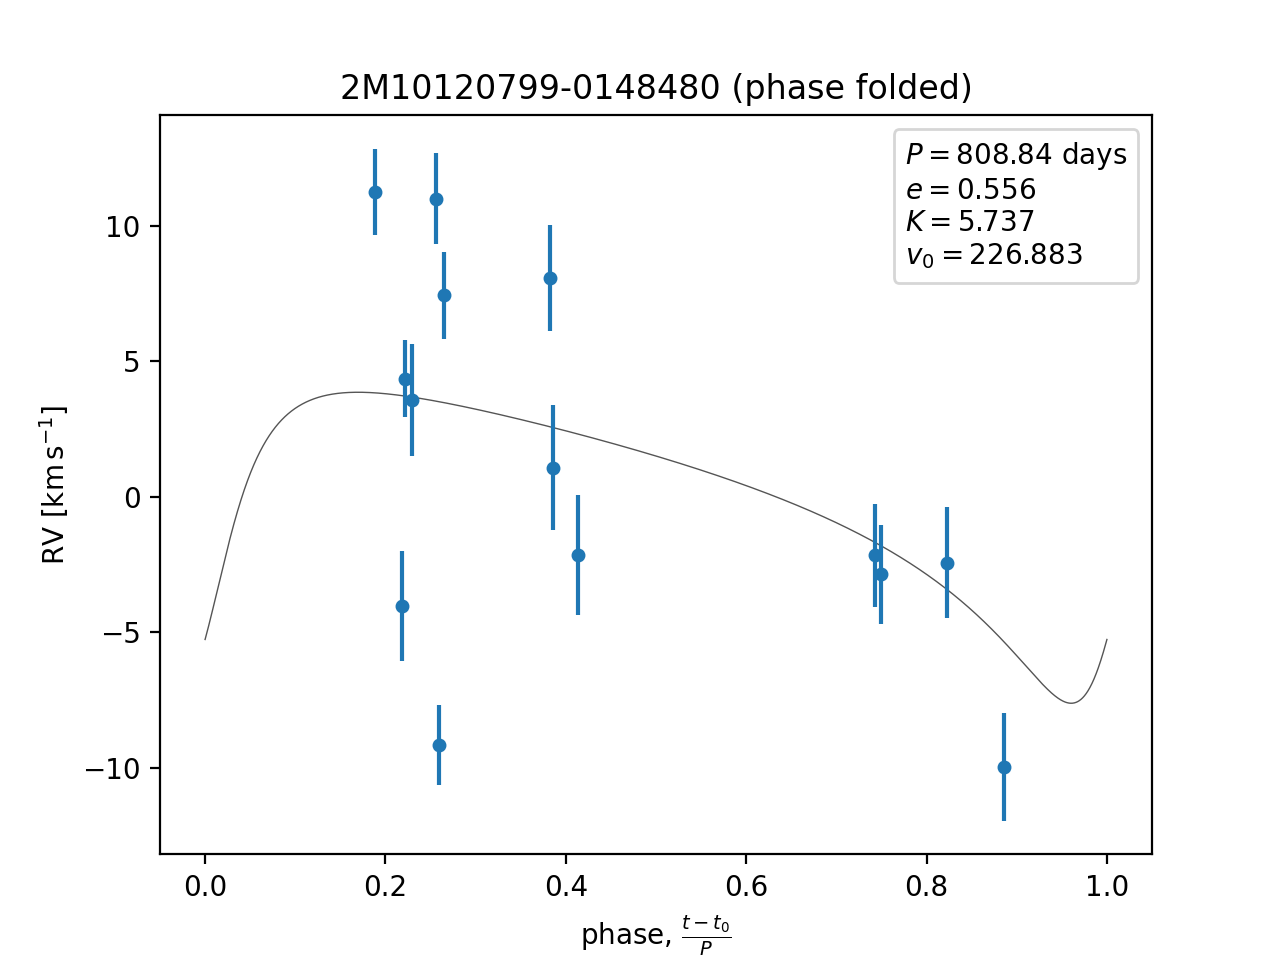 2M10120799-0148480 (phase folded)
P = 808.84 days
e = 0.556
K = 5.737
v₀ = 226.883
10
5
0
−5
−10
RV [km s⁻¹]
0.0 0.2 0.4 0.6 0.8 1.0
phase, (t − t₀)/P